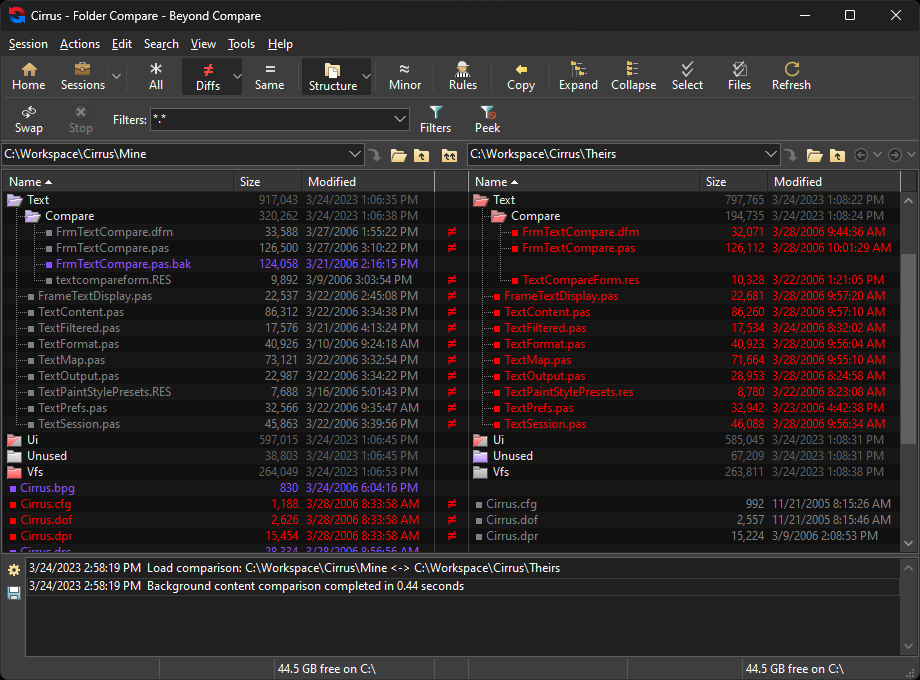 Cirrus - Folder Compare - Beyond Compare
Session Actions Edit Search View Tools Help
Home Sessions All Diffs Same Structure Minor Rules Copy Expand Collapse Select Files Refresh
Swap Stop Filters: *.* Filters Peek
C:\Workspace\Cirrus\Mine C:\Workspace\Cirrus\Theirs
Name Size Modified Name Size Modified
Text 917,043 3/24/2023 1:06:35 PM Text 797,765 3/24/2023 1:08:22 PM
Compare 320,262 3/24/2023 1:06:38 PM Compare 194,735 3/24/2023 1:08:24 PM
FrmTextCompare.dfm 33,588 3/27/2006 1:55:22 PM ≠ FrmTextCompare.dfm 32,071 3/28/2006 9:44:36 AM
FrmTextCompare.pas 126,500 3/27/2006 3:10:22 PM ≠ FrmTextCompare.pas 126,112 3/28/2006 10:01:29 AM
FrmTextCompare.pas.bak 124,058 3/21/2006 2:16:15 PM
textcompareform.RES 9,892 3/9/2006 3:03:54 PM ≠ TextCompareForm.res 10,328 3/22/2006 1:21:05 PM
FrameTextDisplay.pas 22,537 3/22/2006 2:45:08 PM ≠ FrameTextDisplay.pas 22,681 3/28/2006 9:57:20 AM
TextContent.pas 86,312 3/22/2006 3:34:38 PM ≠ TextContent.pas 86,260 3/28/2006 9:57:10 AM
TextFiltered.pas 17,576 3/21/2006 4:13:24 PM ≠ TextFiltered.pas 17,534 3/24/2006 8:32:02 AM
TextFormat.pas 40,926 3/10/2006 9:24:18 AM ≠ TextFormat.pas 40,923 3/28/2006 9:56:04 AM
TextMap.pas 73,121 3/22/2006 3:32:54 PM ≠ TextMap.pas 71,664 3/28/2006 9:55:10 AM
TextOutput.pas 22,987 3/22/2006 3:34:22 PM ≠ TextOutput.pas 28,953 3/28/2006 8:24:58 AM
TextPaintStylePresets.RES 7,688 3/16/2006 5:01:43 PM ≠ TextPaintStylePresets.res 8,780 3/22/2006 8:23:08 AM
TextPrefs.pas 32,566 3/22/2006 9:35:47 AM ≠ TextPrefs.pas 32,942 3/23/2006 4:42:38 PM
TextSession.pas 45,863 3/22/2006 3:39:56 PM ≠ TextSession.pas 46,088 3/28/2006 9:56:34 AM
Ui 597,015 3/24/2023 1:06:45 PM Ui 585,045 3/24/2023 1:08:31 PM
Unused 38,803 3/24/2023 1:06:45 PM Unused 67,209 3/24/2023 1:08:31 PM
Vfs 264,049 3/24/2023 1:06:53 PM Vfs 263,811 3/24/2023 1:08:38 PM
Cirrus.bpg 830 3/24/2006 6:04:16 PM
Cirrus.cfg 1,188 3/28/2006 8:33:58 AM ≠ Cirrus.cfg 992 11/21/2005 8:15:26 AM
Cirrus.dof 2,626 3/28/2006 8:33:58 AM ≠ Cirrus.dof 2,557 11/21/2005 8:15:46 AM
Cirrus.dpr 15,454 3/28/2006 8:33:58 AM ≠ Cirrus.dpr 15,224 3/9/2006 2:08:53 PM
3/24/2023 2:58:19 PM Load comparison: C:\Workspace\Cirrus\Mine <-> C:\Workspace\Cirrus\Theirs
3/24/2023 2:58:19 PM Background content comparison completed in 0.44 seconds
44.5 GB free on C:\ 44.5 GB free on C:\